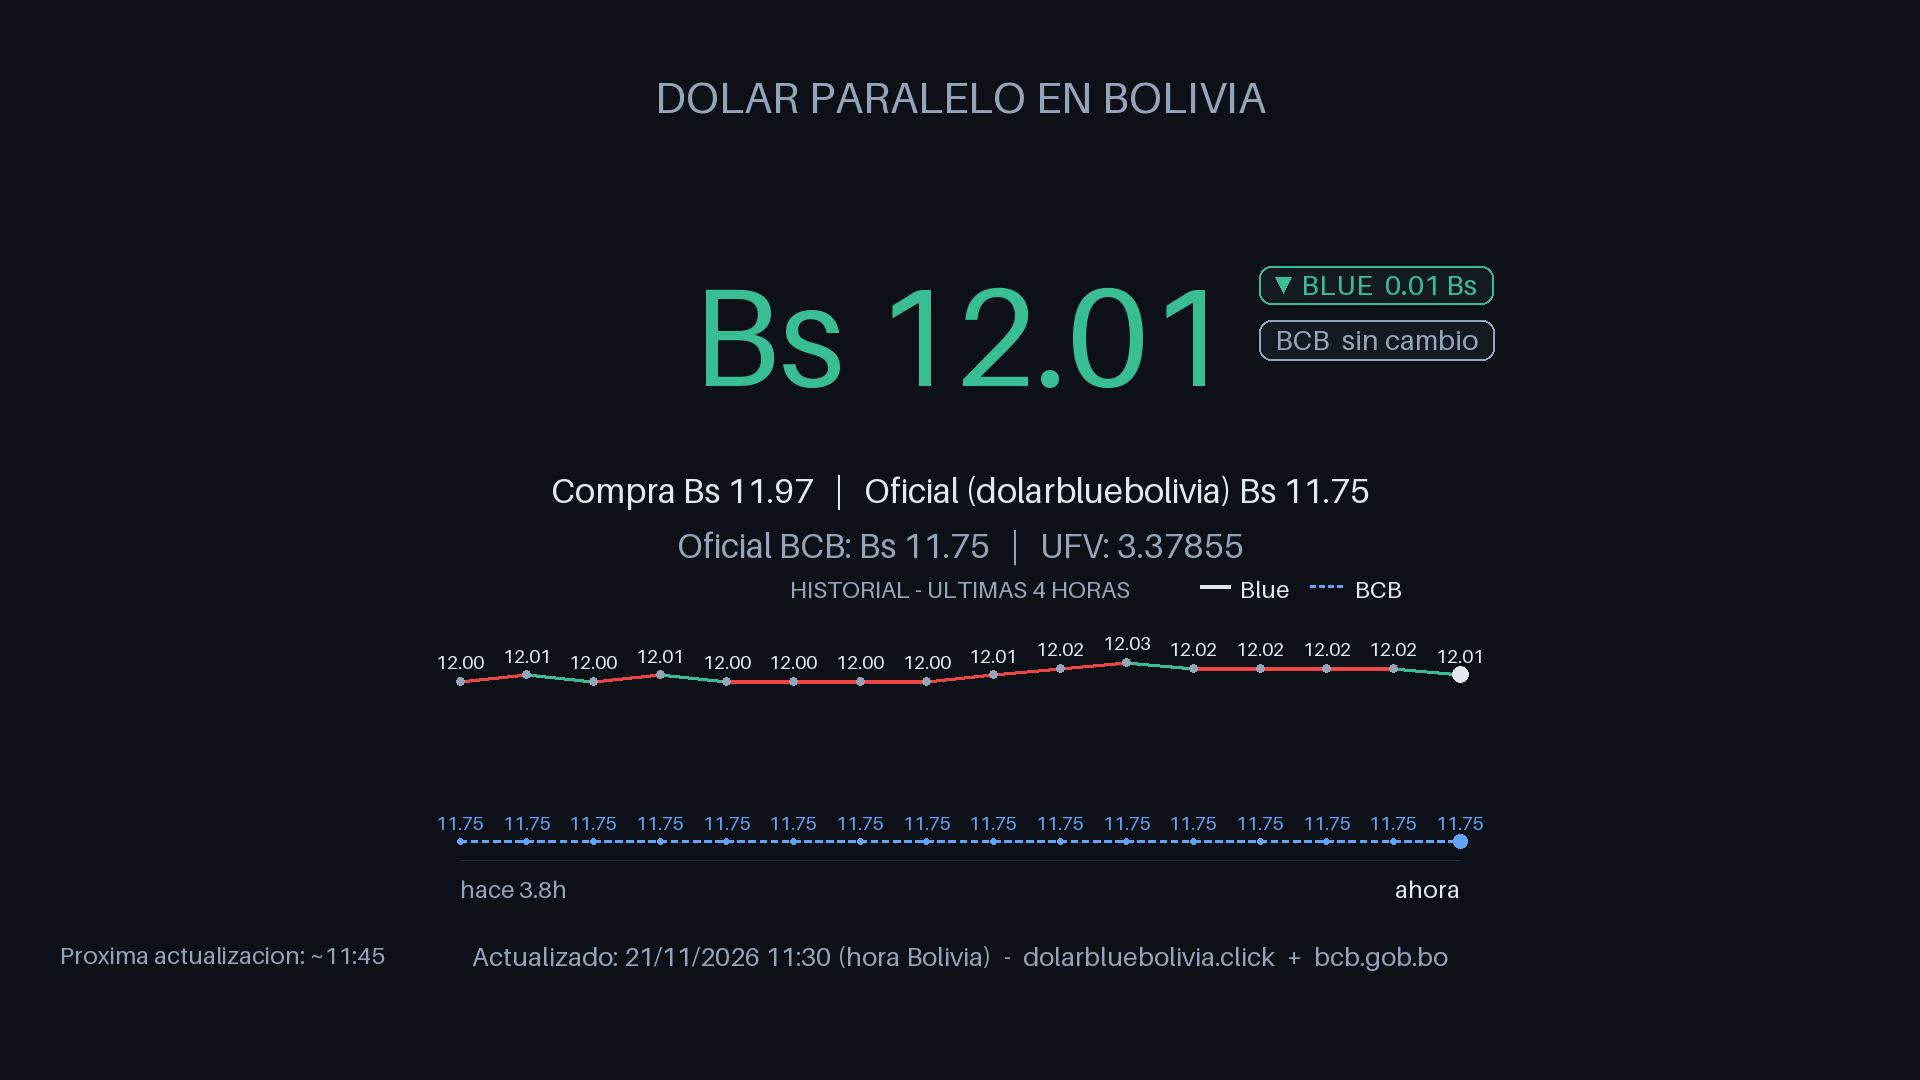 DOLAR PARALELO EN BOLIVIA
Bs 12.01
▼ BLUE 0.01 Bs
BCB sin cambio
Compra Bs 11.97 | Oficial (dolarbluebolivia) Bs 11.75
Oficial BCB: Bs 11.75 | UFV: 3.37855
HISTORIAL - ULTIMAS 4 HORAS Blue BCB
12.00 12.01 12.00 12.01 12.00 12.00 12.00 12.00 12.01 12.02 12.03 12.02 12.02 12.02 12.02 12.01
11.75 11.75 11.75 11.75 11.75 11.75 11.75 11.75 11.75 11.75 11.75 11.75 11.75 11.75 11.75 11.75
hace 3.8h ahora
Proxima actualizacion: ~11:45 Actualizado: 21/11/2026 11:30 (hora Bolivia) - dolarbluebolivia.click + bcb.gob.bo